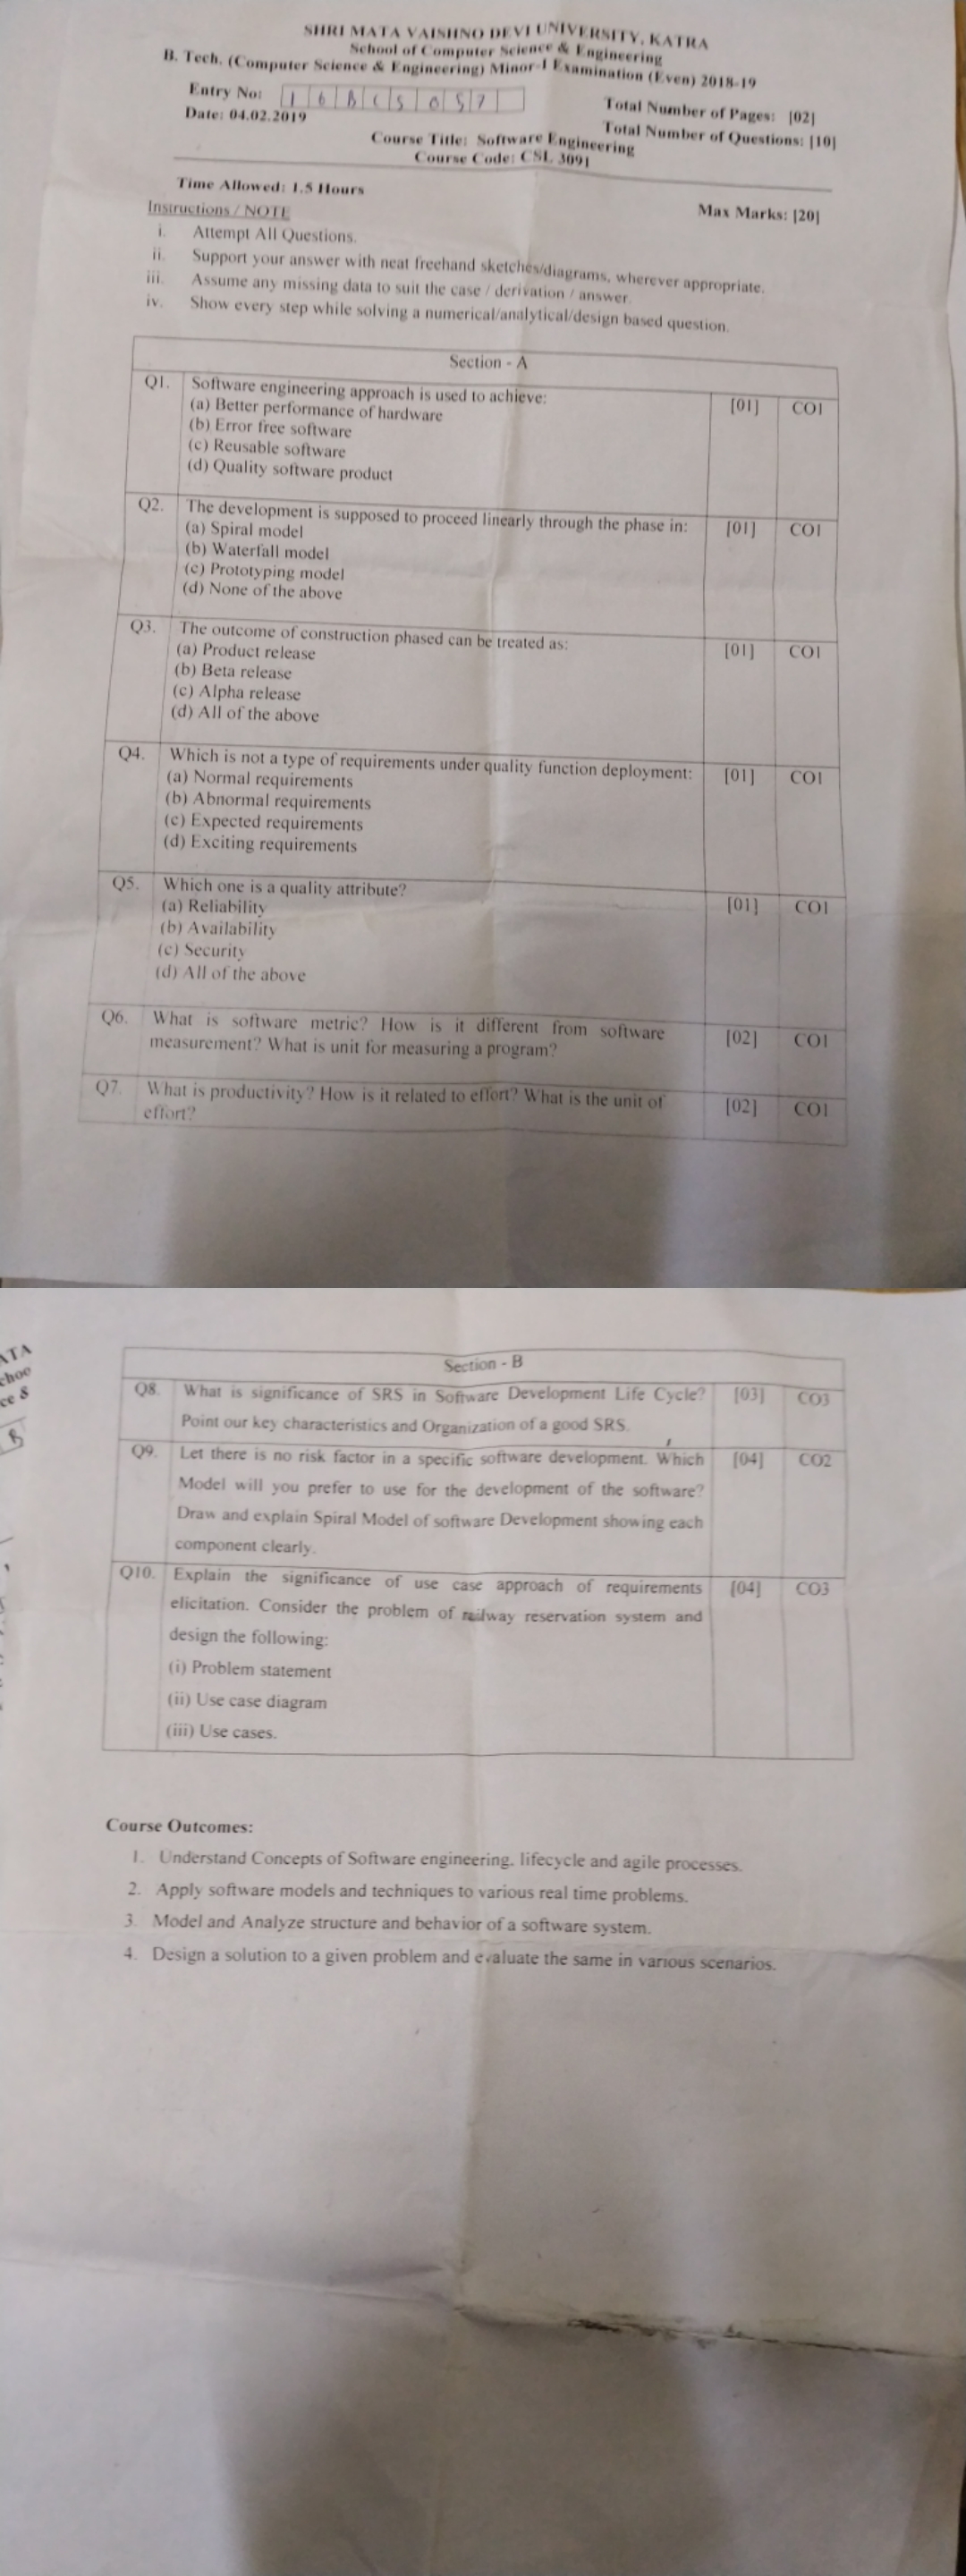 SHRI MATA VAISHNO DEVI UNIVERSITY, KATRA
School of Computer Science & Engineering
B. Tech. (Computer Science & Engineering) Minor-I Examination (Even) 2018-19
Entry No: 16BCS057
Total Number of Pages: [02]
Date: 04.02.2019
Total Number of Questions: [10]
Course Title: Software Engineering
Course Code: CSL 3091
Time Allowed: 1.5 Hours
Max Marks: [20]
Instructions / NOTE
i. Attempt All Questions.
ii. Support your answer with neat freehand sketches/diagrams, wherever appropriate.
iii. Assume any missing data to suit the case / derivation / answer.
iv. Show every step while solving a numerical/analytical/design based question.
Section - A
Q1. Software engineering approach is used to achieve: [01] CO1
(a) Better performance of hardware
(b) Error free software
(c) Reusable software
(d) Quality software product
Q2. The development is supposed to proceed linearly through the phase in: [01] CO1
(a) Spiral model
(b) Waterfall model
(c) Prototyping model
(d) None of the above
Q3. The outcome of construction phased can be treated as: [01] CO1
(a) Product release
(b) Beta release
(c) Alpha release
(d) All of the above
Q4. Which is not a type of requirements under quality function deployment: [01] CO1
(a) Normal requirements
(b) Abnormal requirements
(c) Expected requirements
(d) Exciting requirements
Q5. Which one is a quality attribute? [01] CO1
(a) Reliability
(b) Availability
(c) Security
(d) All of the above
Q6. What is software metric? How is it different from software [02] CO1
measurement? What is unit for measuring a program?
Q7. What is productivity? How is it related to effort? What is the unit of [02] CO1
effort?
ATA
choo
ce &
B
Section - B
Q8. What is significance of SRS in Software Development Life Cycle? [03] CO3
Point our key characteristics and Organization of a good SRS.
Q9. Let there is no risk factor in a specific software development. Which [04] CO2
Model will you prefer to use for the development of the software?
Draw and explain Spiral Model of software Development showing each
component clearly.
Q10. Explain the significance of use case approach of requirements [04] CO3
elicitation. Consider the problem of railway reservation system and
design the following:
(i) Problem statement
(ii) Use case diagram
(iii) Use cases.
Course Outcomes:
1. Understand Concepts of Software engineering, lifecycle and agile processes.
2. Apply software models and techniques to various real time problems.
3. Model and Analyze structure and behavior of a software system.
4. Design a solution to a given problem and evaluate the same in various scenarios.